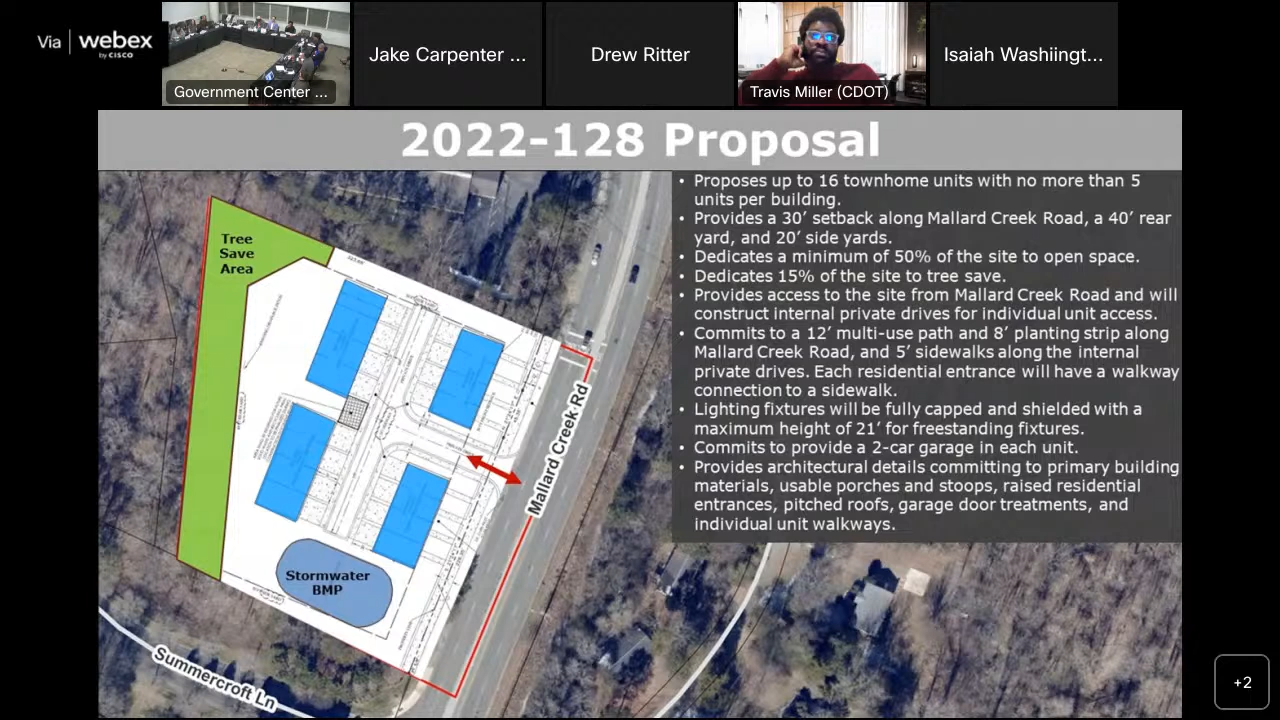 Via webex
by CISCO
Government Center ...
Jake Carpenter ...
Drew Ritter
Travis Miller (CDOT)
Isaiah Washiingt...
2022-128 Proposal
• Proposes up to 16 townhome units with no more than 5
units per building.
• Provides a 30’ setback along Mallard Creek Road, a 40’ rear
yard, and 20’ side yards.
• Dedicates a minimum of 50% of the site to open space.
• Dedicates 15% of the site to tree save.
• Provides access to the site from Mallard Creek Road and will
construct internal private drives for individual unit access.
• Commits to a 12’ multi-use path and 8’ planting strip along
Mallard Creek Road, and 5’ sidewalks along the internal
private drives. Each residential entrance will have a walkway
connection to a sidewalk.
• Lighting fixtures will be fully capped and shielded with a
maximum height of 21’ for freestanding fixtures.
• Commits to provide a 2-car garage in each unit.
• Provides architectural details committing to primary building
materials, usable porches and stoops, raised residential
entrances, pitched roofs, garage door treatments, and
individual unit walkways.
Tree
Save
Area
Mallard Creek Rd
Stormwater
BMP
Summercroft Ln
+2